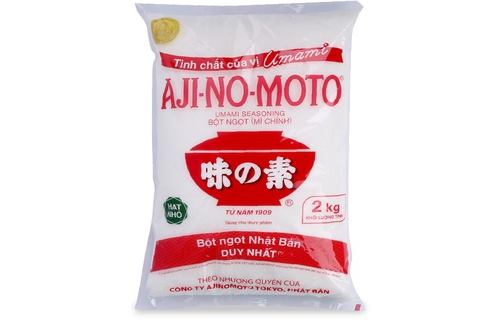 Tinh chất của vị Umami
AJI-NO-MOTO®
UMAMI SEASONING
BỘT NGỌT (MÌ CHÍNH)
味の素
®
TỪ NĂM 1909
HẠT NHỎ
2 kg
KHỐI LƯỢNG TỊNH
Bột ngọt Nhật Bản
DUY NHẤT
THEO NHƯỢNG QUYỀN CỦA
CÔNG TY AJINOMOTO TOKYO, NHẬT BẢN